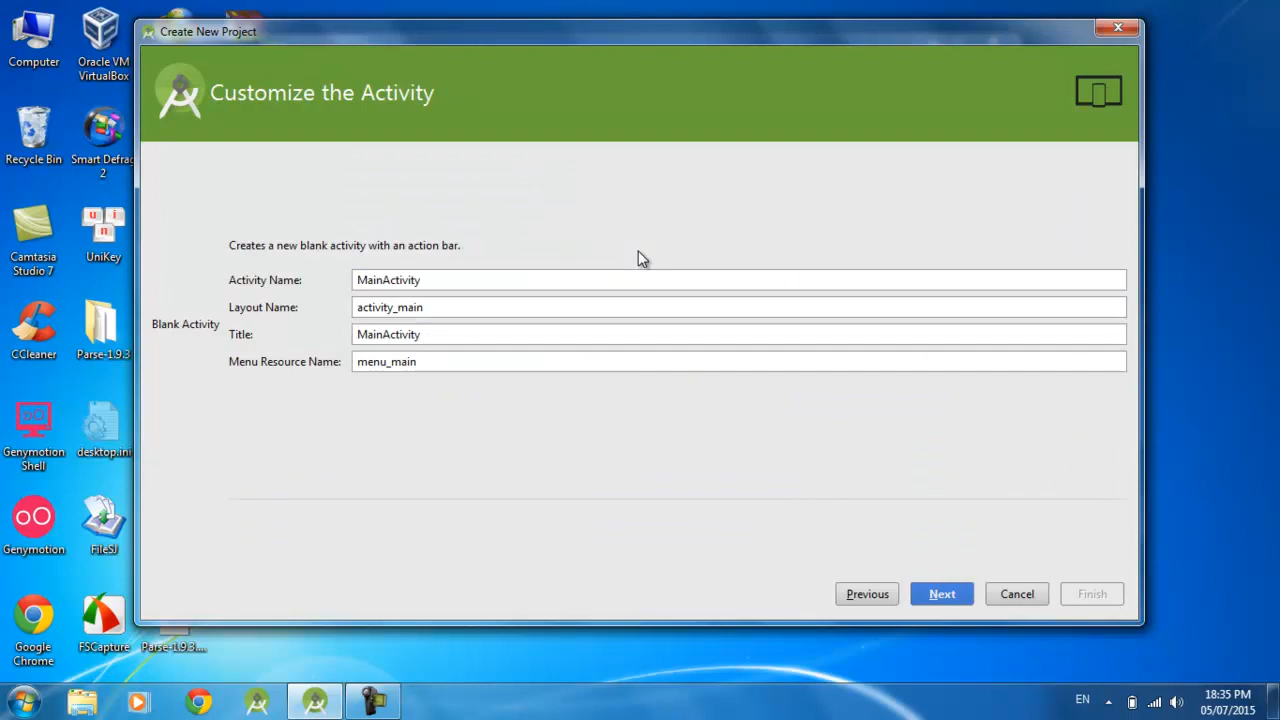 Create New Project
Customize the Activity
Creates a new blank activity with an action bar.
Activity Name:
MainActivity
Layout Name:
activity_main
Blank Activity
Title:
MainActivity
Menu Resource Name:
menu_main
Previous
Next
Cancel
Finish
Computer
Oracle VM
VirtualBox
Recycle Bin
Smart Defrag
2
Camtasia
Studio 7
UniKey
CCleaner
Parse-1.9.3
Genymotion
Shell
desktop.ini
Genymotion
FileSJ
Google
Chrome
FSCapture
Parse-1.9.3....
EN
18:35 PM
05/07/2015